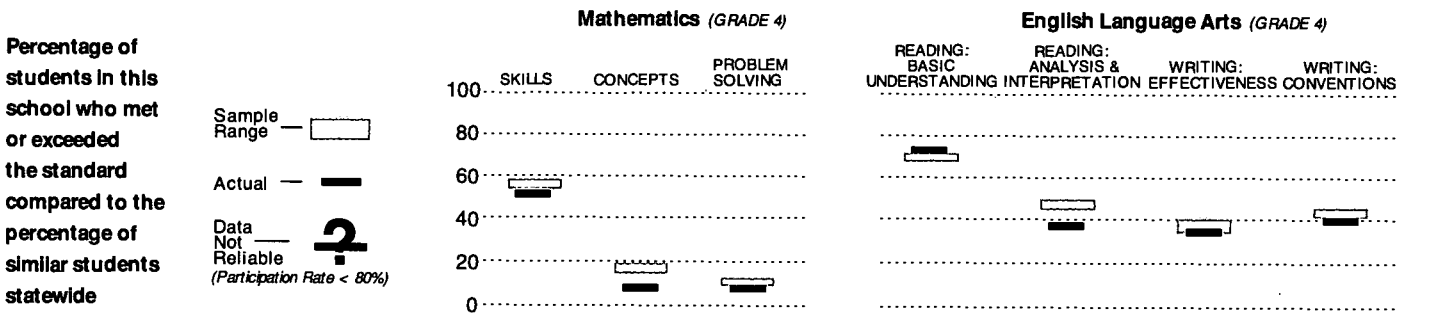 Mathematics (GRADE 4)
English Language Arts (GRADE 4)
Percentage of
students in this
school who met
or exceeded
the standard
compared to the
percentage of
similar students
statewide
Sample
Range
Actual
Data
Not
Reliable
?
(Participation Rate < 80%)
SKILLS
CONCEPTS
PROBLEM
SOLVING
100
80
60
40
20
0
READING:
BASIC
UNDERSTANDING
READING:
ANALYSIS &
INTERPRETATION
WRITING:
EFFECTIVENESS
WRITING:
CONVENTIONS